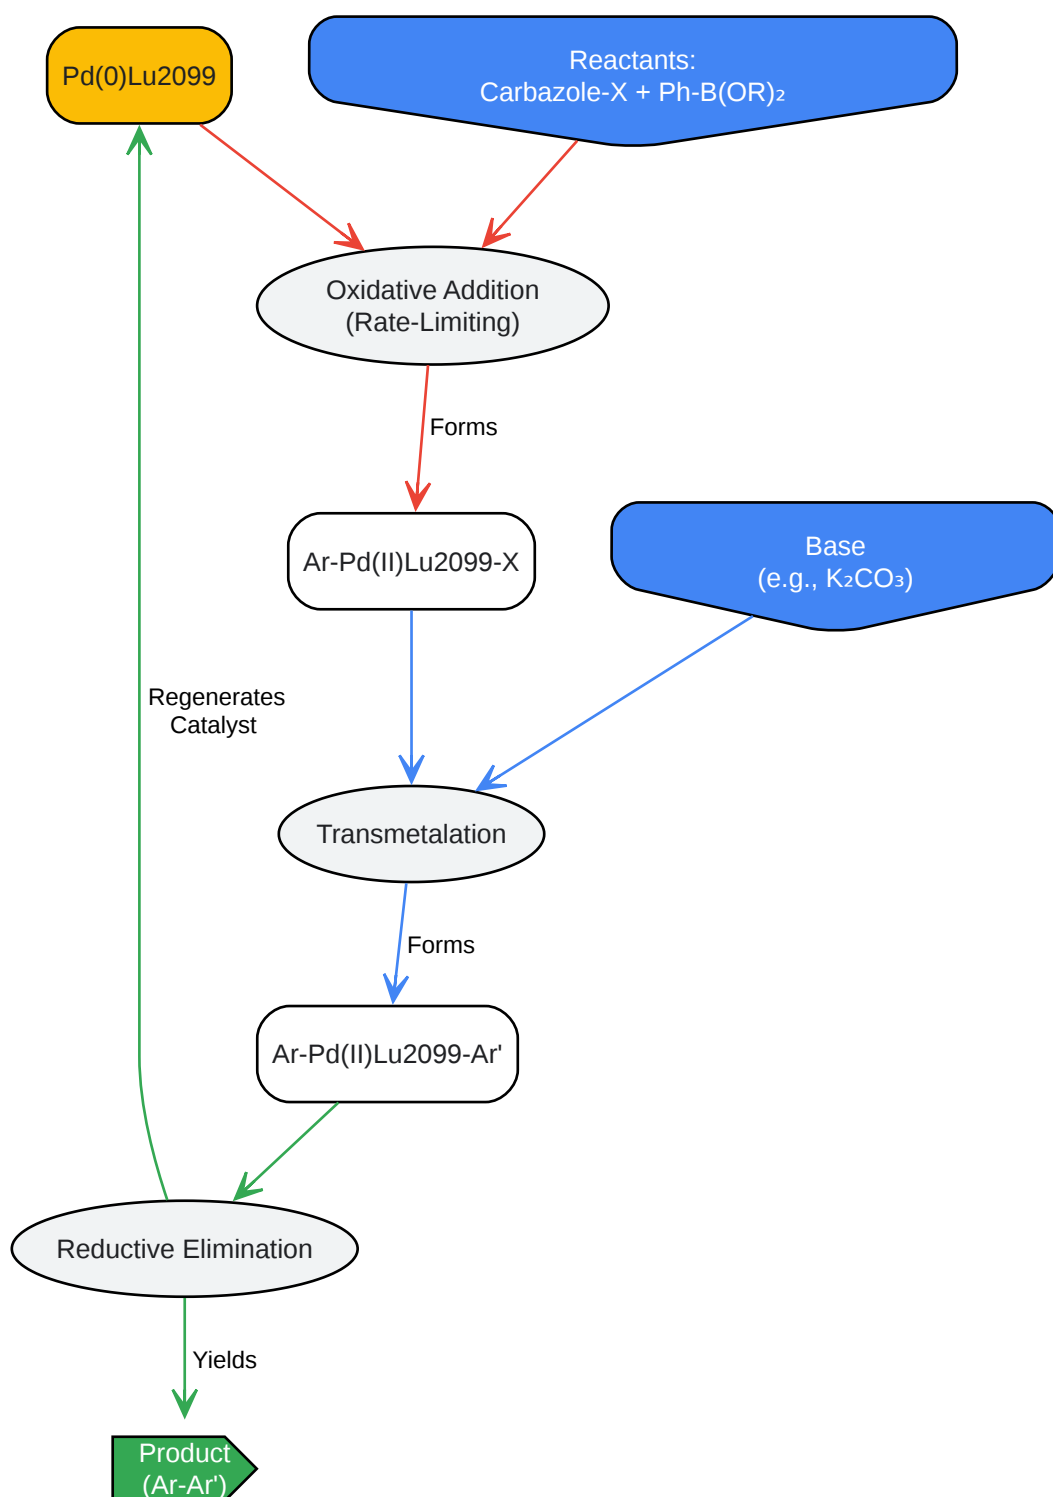 Pd(0)Lu2099
Reactants:
Carbazole-X + Ph-B(OR)₂
Oxidative Addition
(Rate-Limiting)
Forms
Ar-Pd(II)Lu2099-X
Base
(e.g., K₂CO₃)
Regenerates
Catalyst
Transmetalation
Forms
Ar-Pd(II)Lu2099-Ar'
Reductive Elimination
Yields
Product
(Ar-Ar')